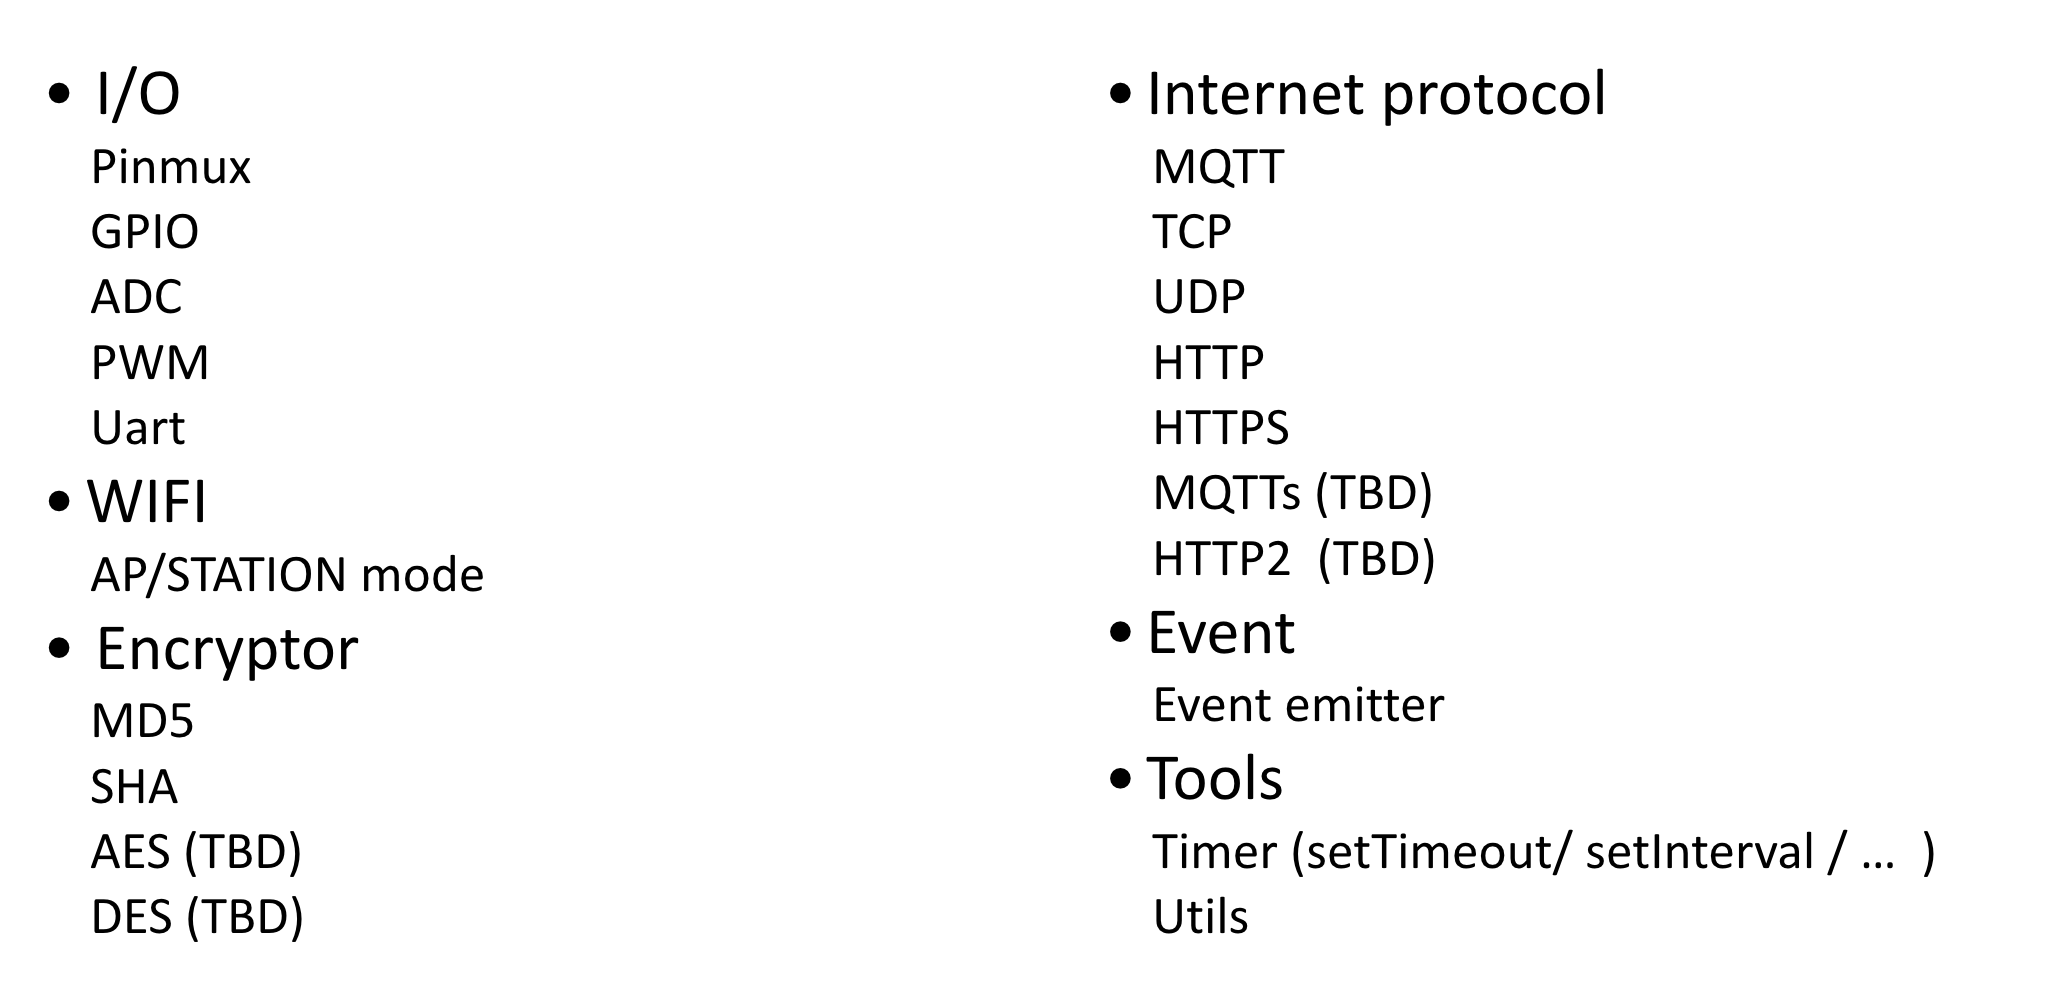 • I/O
Pinmux
GPIO
ADC
PWM
Uart
• WIFI
AP/STATION mode
• Encryptor
MD5
SHA
AES (TBD)
DES (TBD)
• Internet protocol
MQTT
TCP
UDP
HTTP
HTTPS
MQTTs (TBD)
HTTP2  (TBD)
• Event
Event emitter
• Tools
Timer (setTimeout/ setInterval / ...  )
Utils